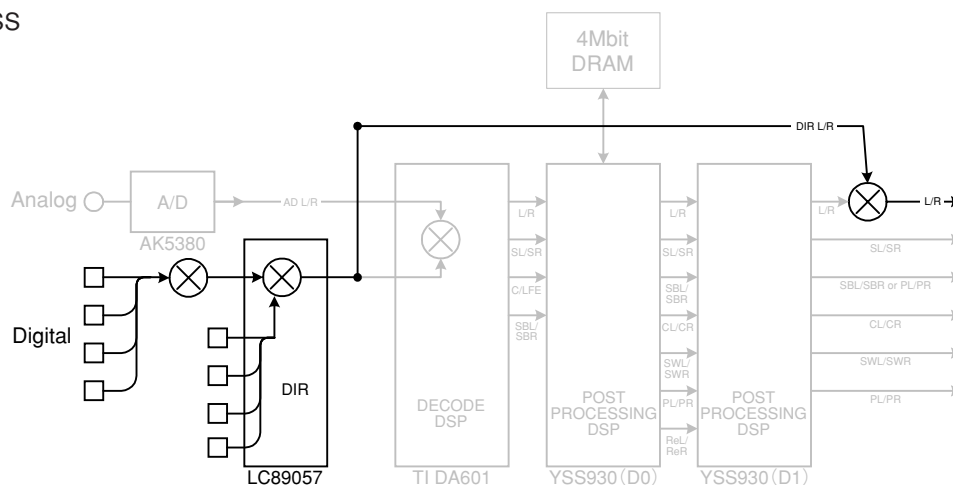 SS
4Mbit
DRAM
DIR L/R
Analog
A/D
AD L/R
AK5380
L/R
SL/SR
C/LFE
SBL/
SBR
L/R
SL/SR
SBL/
SBR
CL/CR
SWL/
SWR
PL/PR
ReL/
ReR
L/R
L/R
SL/SR
SBL/SBR or PL/PR
CL/CR
SWL/SWR
PL/PR
Digital
DIR
LC89057
DECODE
DSP
TI DA601
POST
PROCESSING
DSP
YSS930(D0)
POST
PROCESSING
DSP
YSS930(D1)